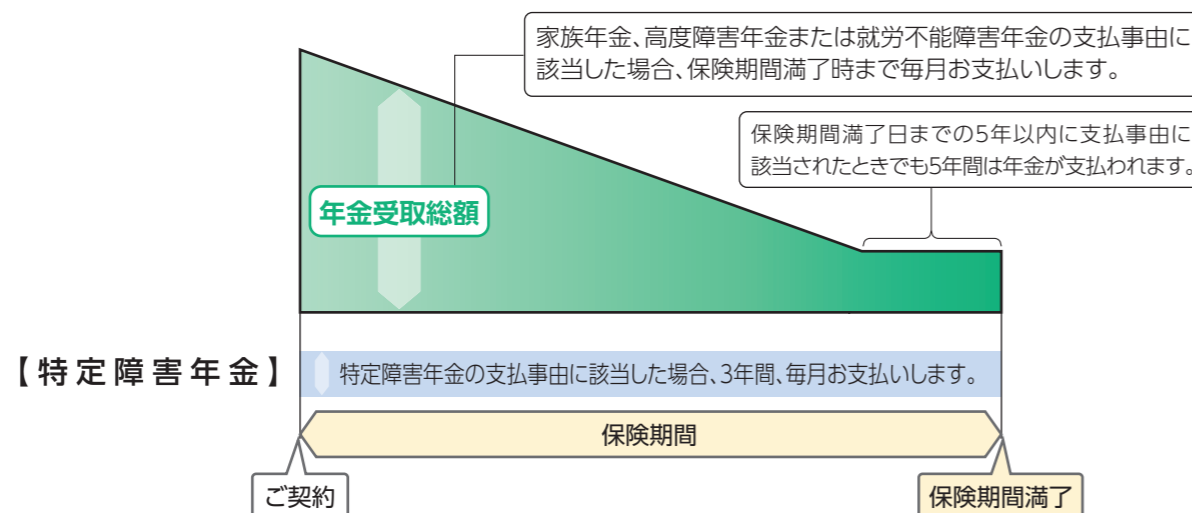 家族年金、高度障害年金または就労不能障害年金の支払事由に
該当した場合、保険期間満了時まで毎月お支払いします。
保険期間満了日までの5年以内に支払事由に
該当されたときでも5年間は年金が支払われます。
年金受取総額
【特定障害年金】
特定障害年金の支払事由に該当した場合、3年間、毎月お支払いします。
保険期間
ご契約
保険期間満了